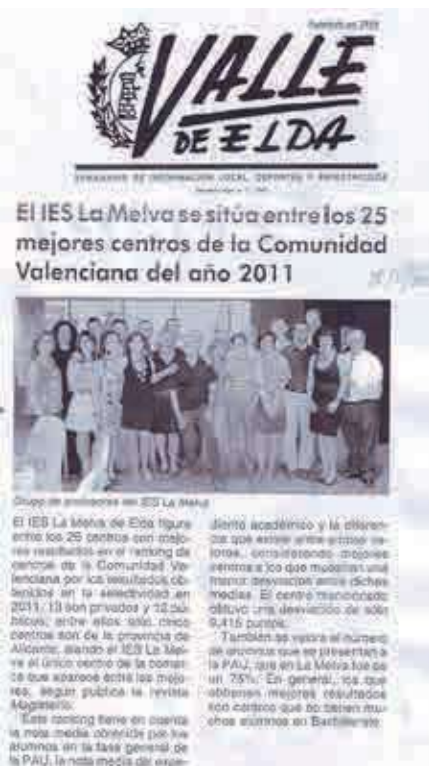 VALLE
DE ELDA
SEMANARIO DE INFORMACIÓN LOCAL, DEPORTES Y ESPECTÁCULOS
El IES La Melva se sitúa entre los 25
mejores centros de la Comunidad
Valenciana del año 2011
Grupo de profesores del IES La Melva
El IES La Melva de Elda figura
entre los 25 centros con mejo-
res resultados en el ranking de
centros de la Comunidad Va-
lenciana por los resultados ob-
tenidos en la selectividad en
2011. 13 son privados y 12 pú-
blicos, entre ellos sólo cinco
centros son de la provincia de
Alicante, siendo el IES La Mel-
va el único centro de la comar-
ca que aparece entre los mejo-
res, según publica la revista
Magisterio.
Este ranking tiene en cuenta
la nota media obtenida por los
alumnos en la fase general de
la PAU, la nota media del expe-
diente académico y la diferen-
cia que existe entre ambos va-
lores, considerando mejores
centros a los que muestran una
menor desviación entre dichas
medias. El centro mencionado
obtuvo una desviación de sólo
0,415 puntos.
También se valora el número
de alumnos que se presentan a
la PAU, que en La Melva fue de
un 75%. En general, los que
obtienen mejores resultados
son centros que no tienen mu-
chos alumnos en Bachillerato.